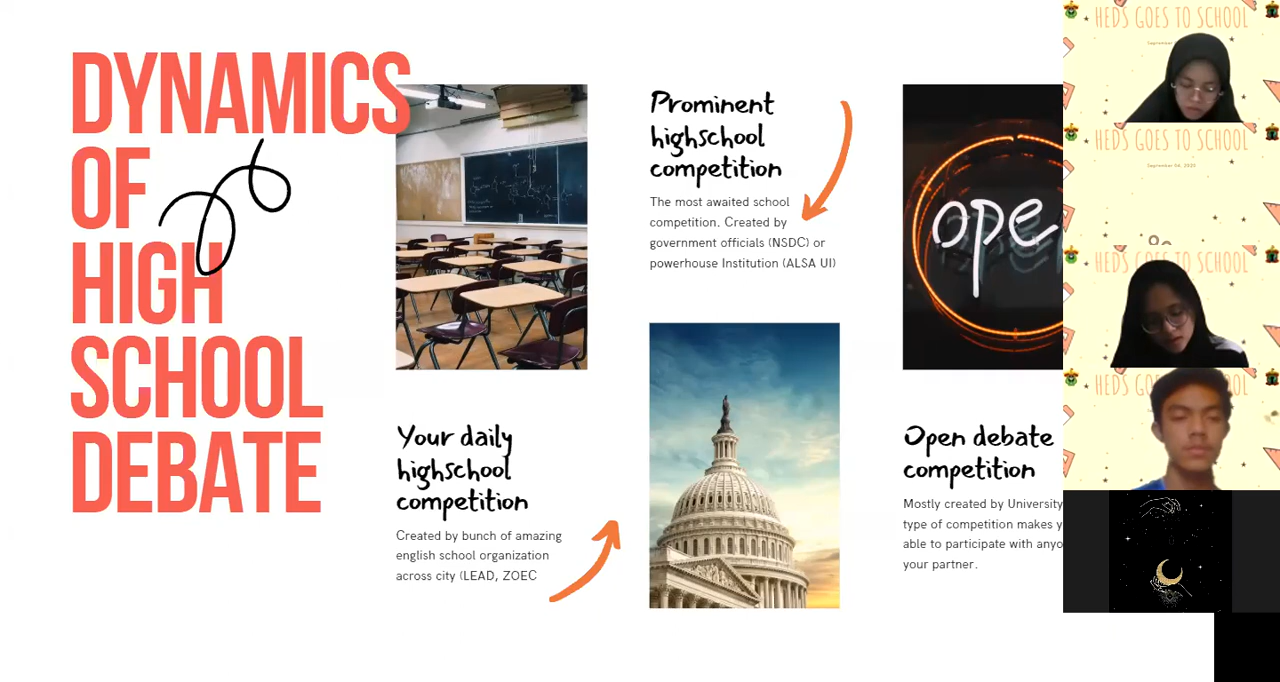 DYNAMICS
OF
HIGH
SCHOOL
DEBATE
Your daily
highschool
competition
Created by bunch of amazing
english school organization
across city (LEAD, ZOEC
Prominent
highschool
competition
The most awaited school
competition. Created by
government officials (NSDC) or
powerhouse Institution (ALSA UI)
ope
Open debate
competition
Mostly created by University
type of competition makes y
able to participate with anyo
your partner.
HEDS GOES TO SCHOOL
HEDS GOES TO SCHOOL
September 04, 2020
HEDS GOES TO SCHOOL
HEDS GOES TO SCHOOL